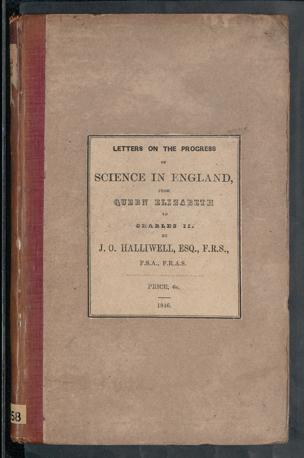 LETTERS ON THE PROGRESS
OF
SCIENCE IN ENGLAND,
FROM
QUEEN ELIZABETH
TO
CHARLES II.
BY
J. O. HALLIWELL, ESQ., F.R.S.,
F.S.A., F.R.A.S.
PRICE, 6s.
1846.
58